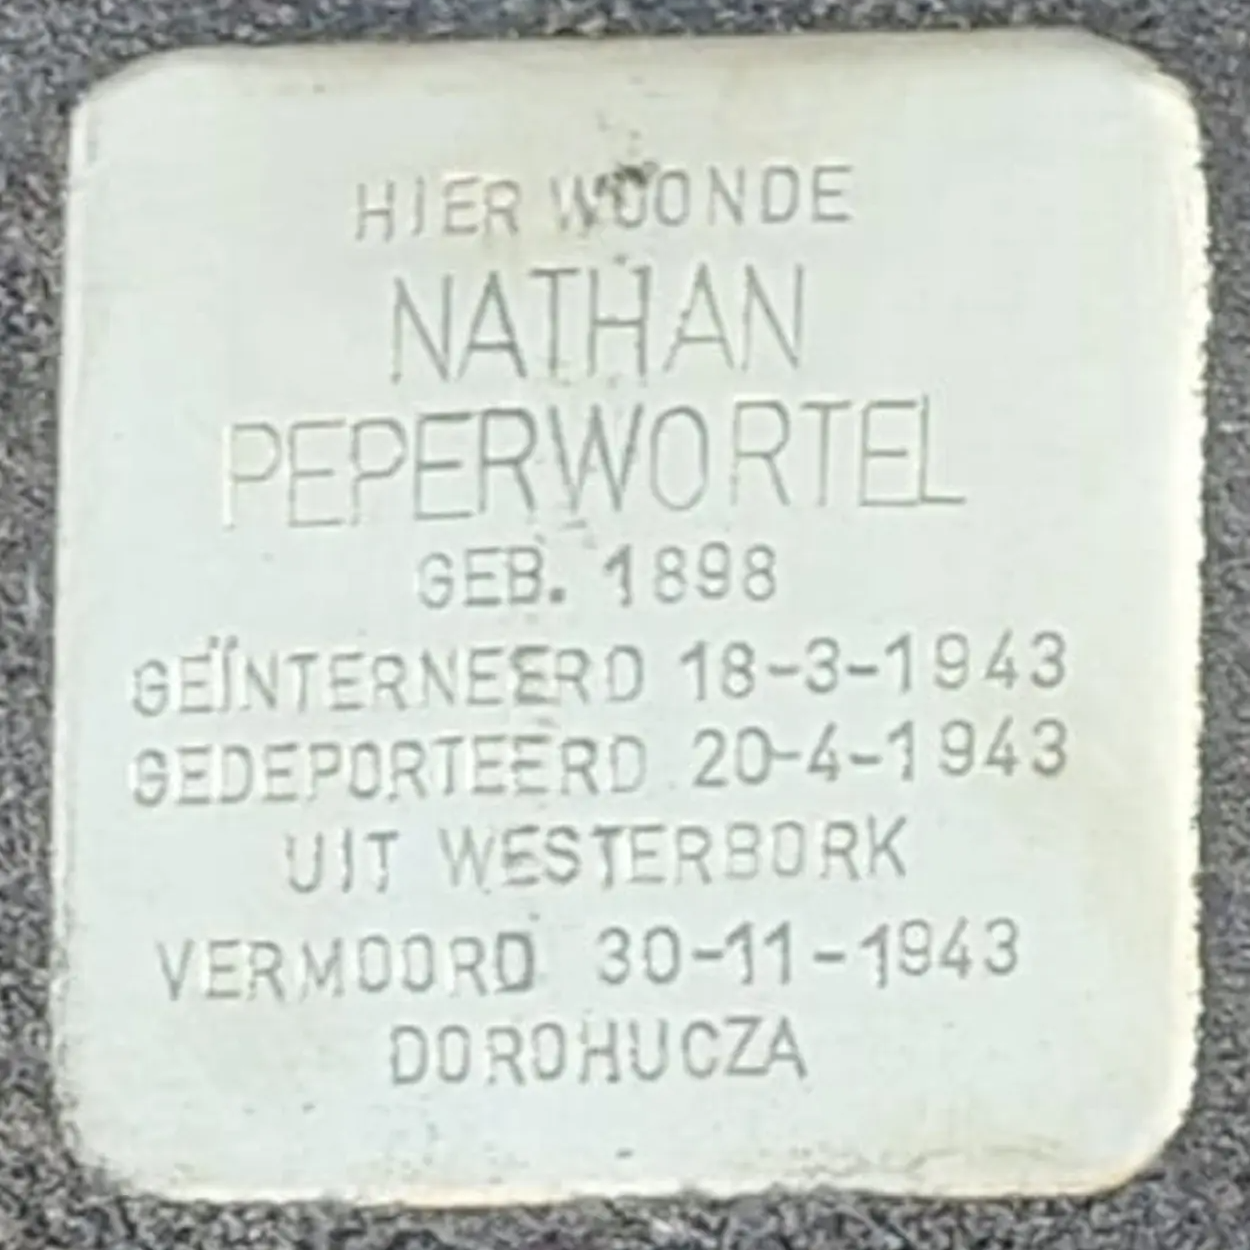 HIER WOONDE
NATHAN
PEPERWORTEL
GEB. 1898
GEÏNTERNEERD 18-3-1943
GEDEPORTEERD 20-4-1943
UIT WESTERBORK
VERMOORD 30-11-1943
DOROHUCZA